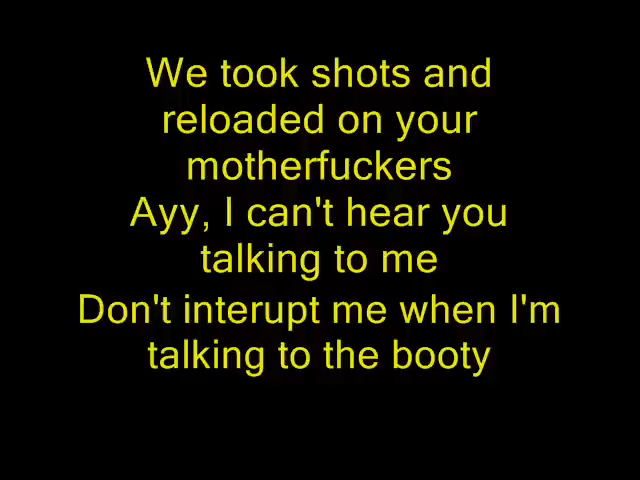 We took shots and
reloaded on your
motherfuckers
Ayy, I can't hear you
talking to me
Don't interupt me when I'm
talking to the booty